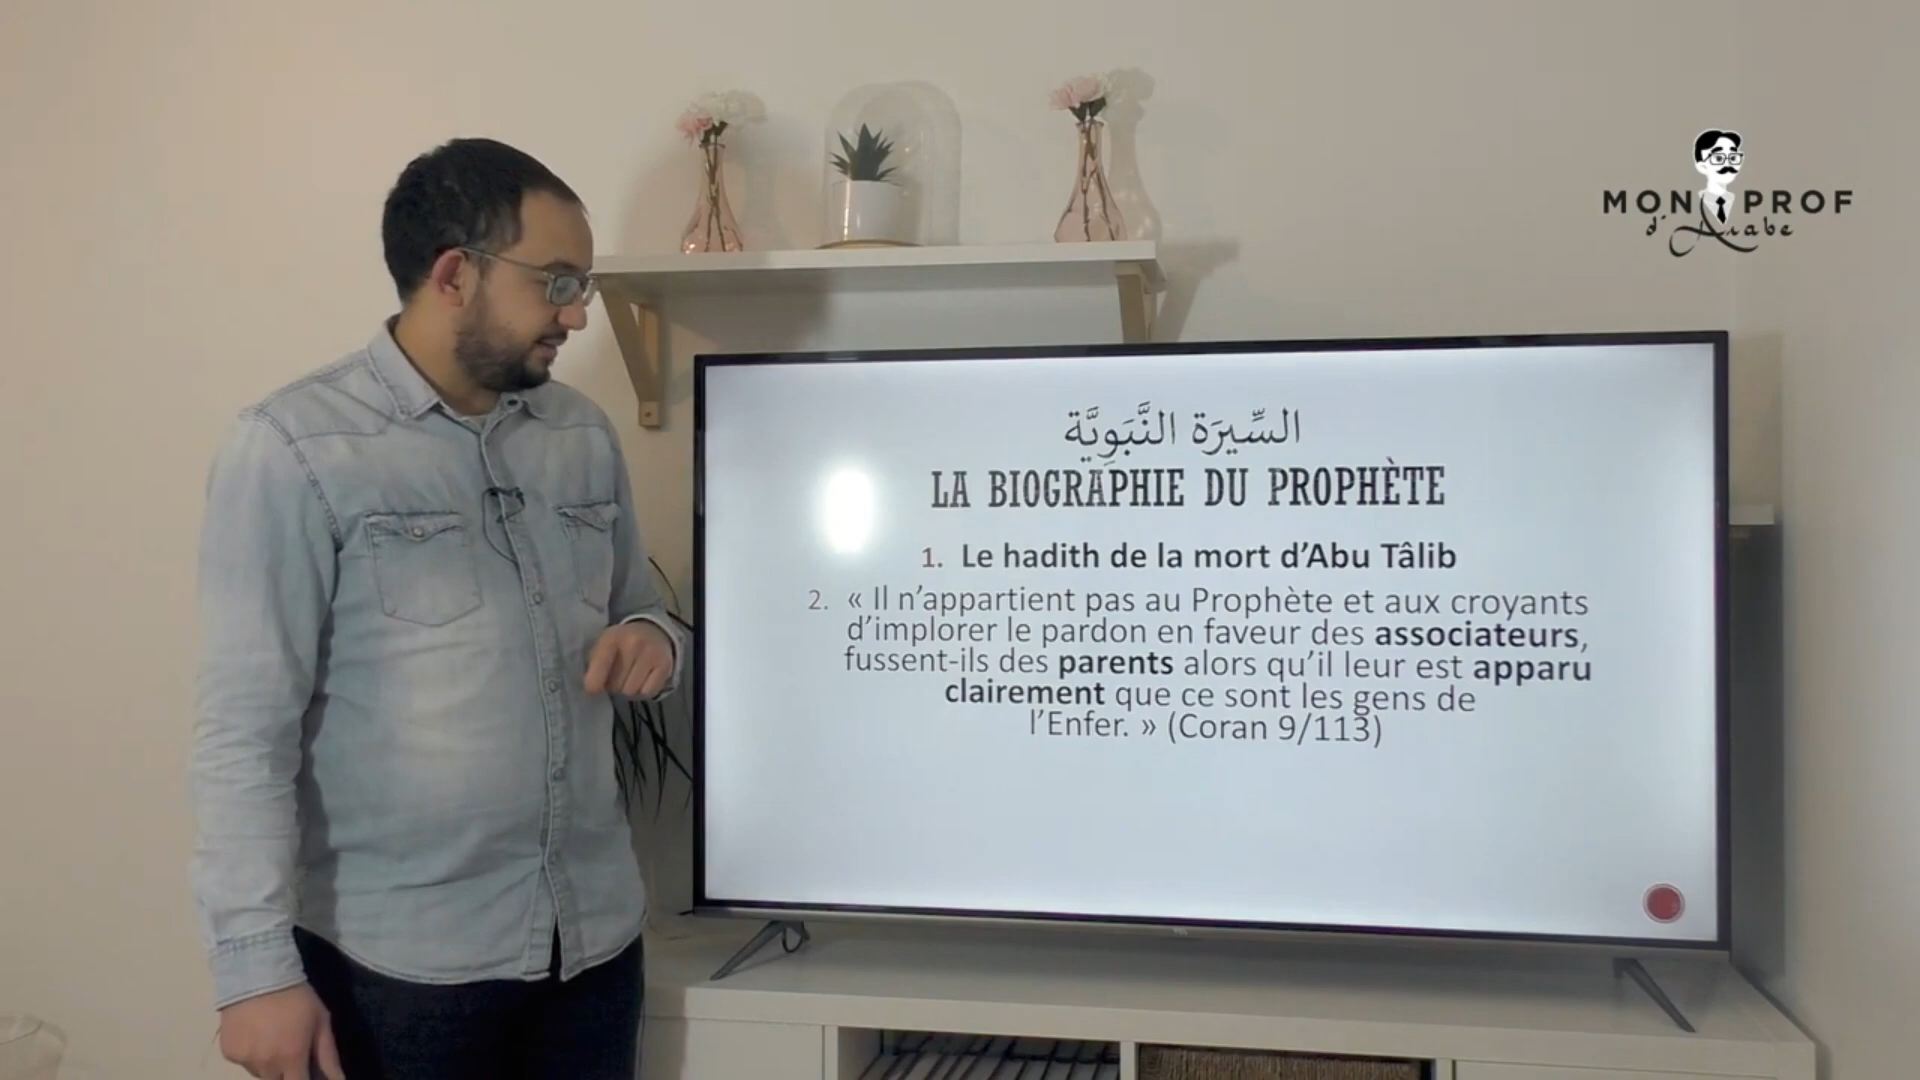 MON PROF
d'Arabe
السِّيرَة النَّبَوِيَّة
LA BIOGRAPHIE DU PROPHÈTE
1. Le hadith de la mort d’Abu Tâlib
2. « Il n’appartient pas au Prophète et aux croyants
d’implorer le pardon en faveur des associateurs,
fussent-ils des parents alors qu’il leur est apparu
clairement que ce sont les gens de
l’Enfer. » (Coran 9/113)